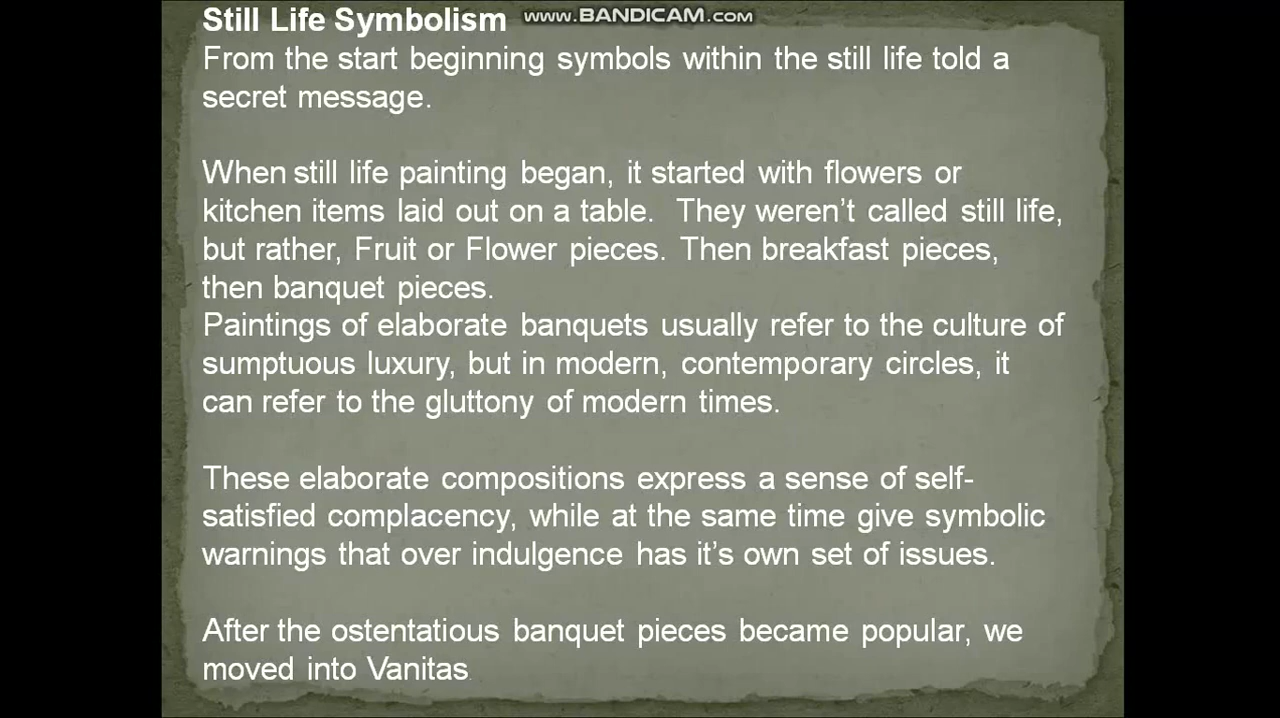 Still Life Symbolism www.BANDICAM.com
From the start beginning symbols within the still life told a
secret message.
When still life painting began, it started with flowers or
kitchen items laid out on a table. They weren’t called still life,
but rather, Fruit or Flower pieces. Then breakfast pieces,
then banquet pieces.
Paintings of elaborate banquets usually refer to the culture of
sumptuous luxury, but in modern, contemporary circles, it
can refer to the gluttony of modern times.
These elaborate compositions express a sense of self-
satisfied complacency, while at the same time give symbolic
warnings that over indulgence has it’s own set of issues.
After the ostentatious banquet pieces became popular, we
moved into Vanitas